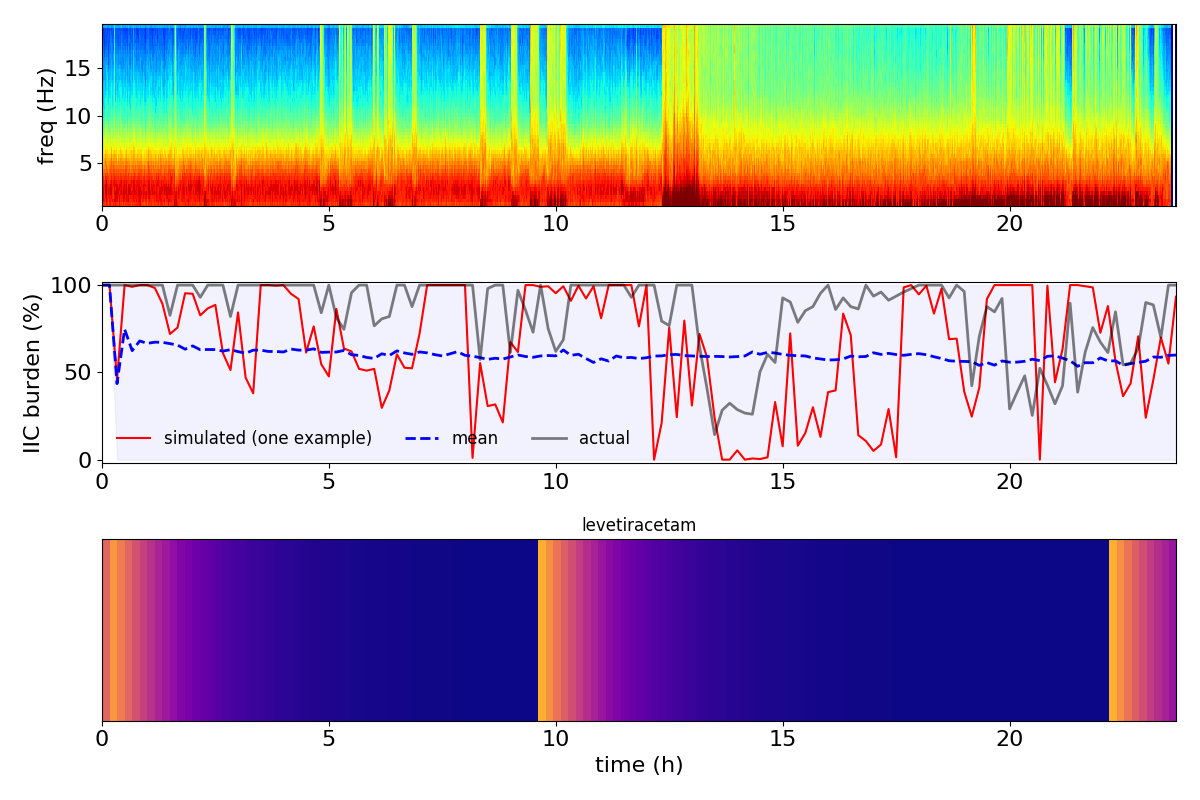 freq (Hz)
15
10
5
0 5 10 15 20
IIC burden (%)
100
50
0
simulated (one example) mean actual
0 5 10 15 20
levetiracetam
0 5 10 15 20
time (h)